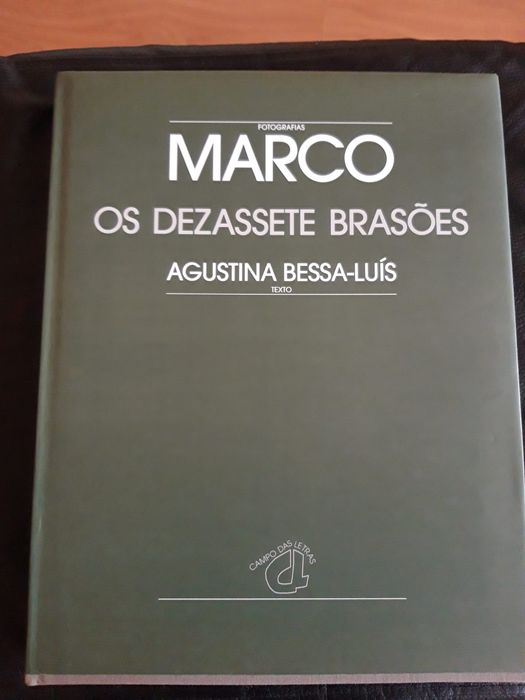 FOTOGRAFIAS
MARCO
OS DEZASSETE BRASÕES
AGUSTINA BESSA-LUÍS
TEXTO
CAMPO DAS LETRAS